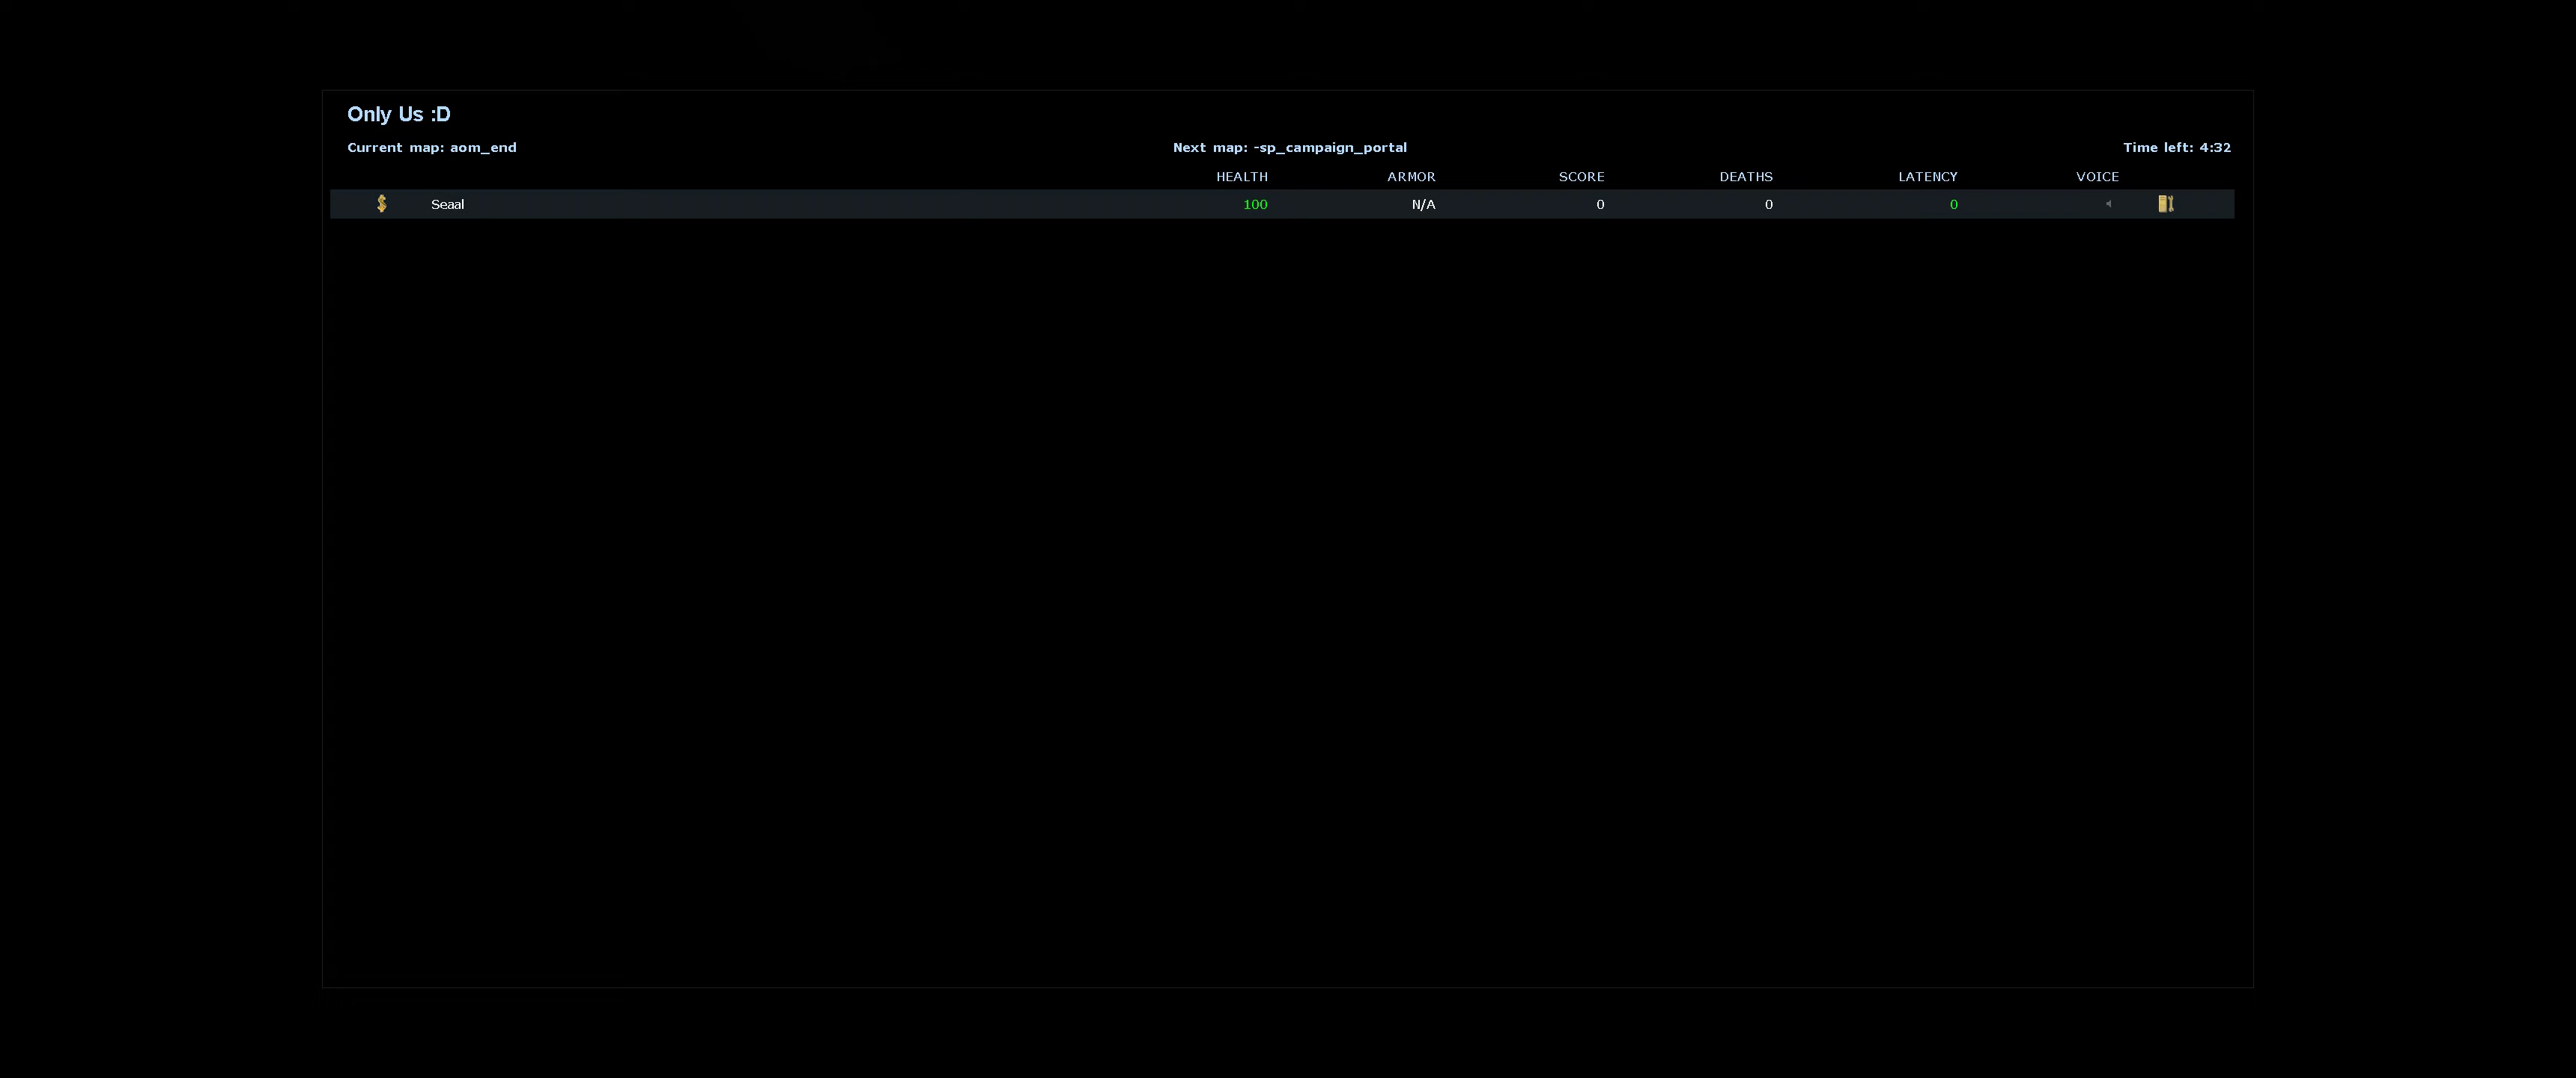 Only Us :D
Current map: aom_end Next map: -sp_campaign_portal Time left: 4:32
HEALTH ARMOR SCORE DEATHS LATENCY VOICE
Seaal 100 N/A 0 0 0